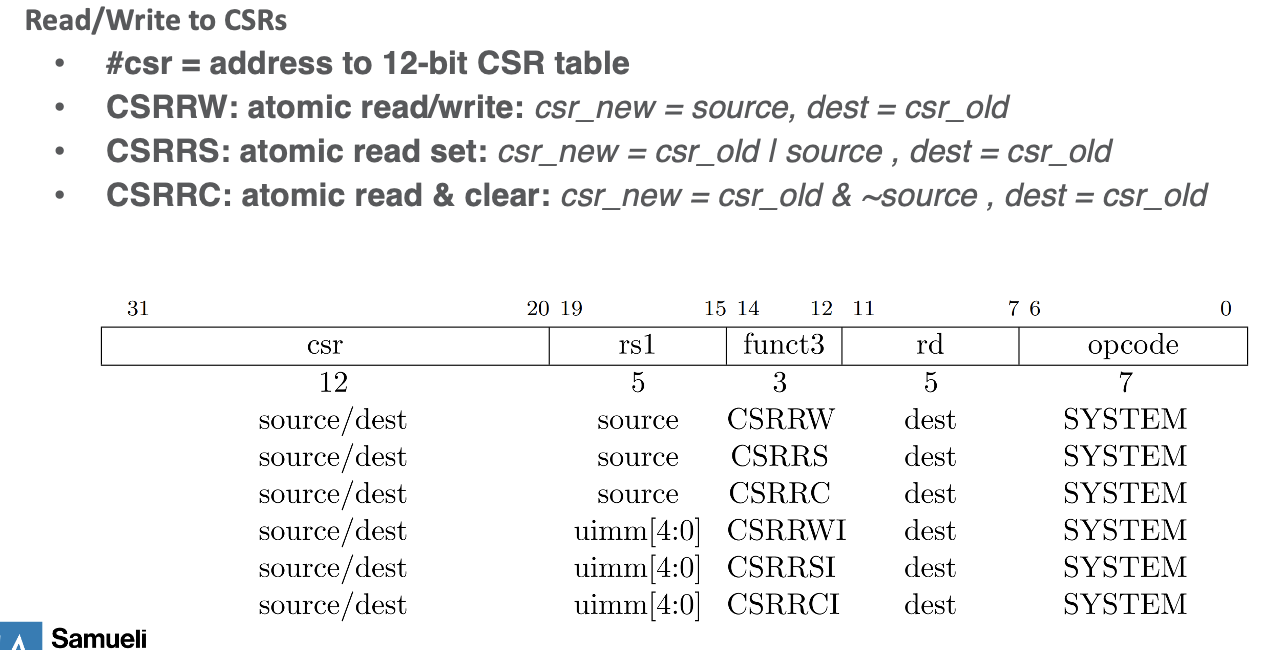 Read/Write to CSRs
• #csr = address to 12-bit CSR table
• CSRRW: atomic read/write: csr_new = source, dest = csr_old
• CSRRS: atomic read set: csr_new = csr_old | source , dest = csr_old
• CSRRC: atomic read & clear: csr_new = csr_old & ~source , dest = csr_old
31 20 19 15 14 12 11 7 6 0
csr rs1 funct3 rd opcode
12 5 3 5 7
source/dest source CSRRW dest SYSTEM
source/dest source CSRRS dest SYSTEM
source/dest source CSRRC dest SYSTEM
source/dest uimm[4:0] CSRRWI dest SYSTEM
source/dest uimm[4:0] CSRRSI dest SYSTEM
source/dest uimm[4:0] CSRRCI dest SYSTEM
Samueli